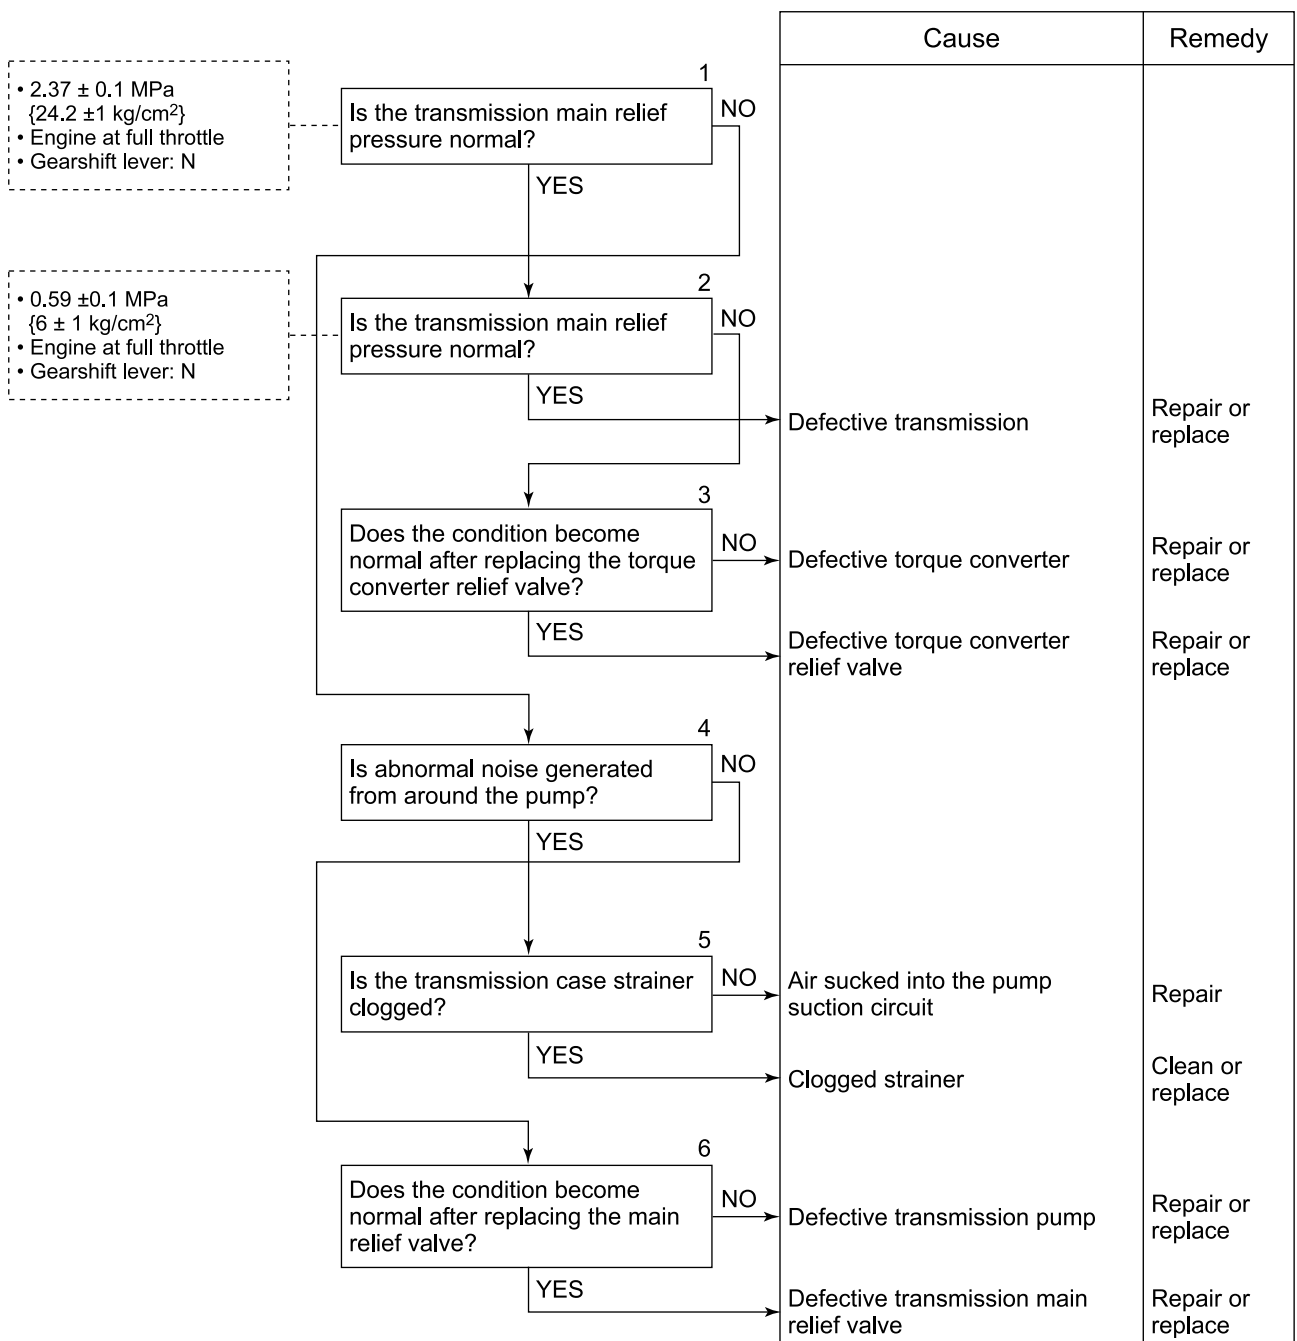 Cause
Remedy
• 2.37 ± 0.1 MPa
{24.2 ±1 kg/cm²}
• Engine at full throttle
• Gearshift lever: N
1
Is the transmission main relief
pressure normal?
NO
YES
• 0.59 ±0.1 MPa
{6 ± 1 kg/cm²}
• Engine at full throttle
• Gearshift lever: N
2
Is the transmission main relief
pressure normal?
NO
YES
Defective transmission
Repair or
replace
3
Does the condition become
normal after replacing the torque
converter relief valve?
NO
Defective torque converter
Repair or
replace
YES
Defective torque converter
relief valve
Repair or
replace
4
Is abnormal noise generated
from around the pump?
NO
YES
5
Is the transmission case strainer
clogged?
NO
Air sucked into the pump
suction circuit
Repair
YES
Clogged strainer
Clean or
replace
6
Does the condition become
normal after replacing the main
relief valve?
NO
Defective transmission pump
Repair or
replace
YES
Defective transmission main
relief valve
Repair or
replace